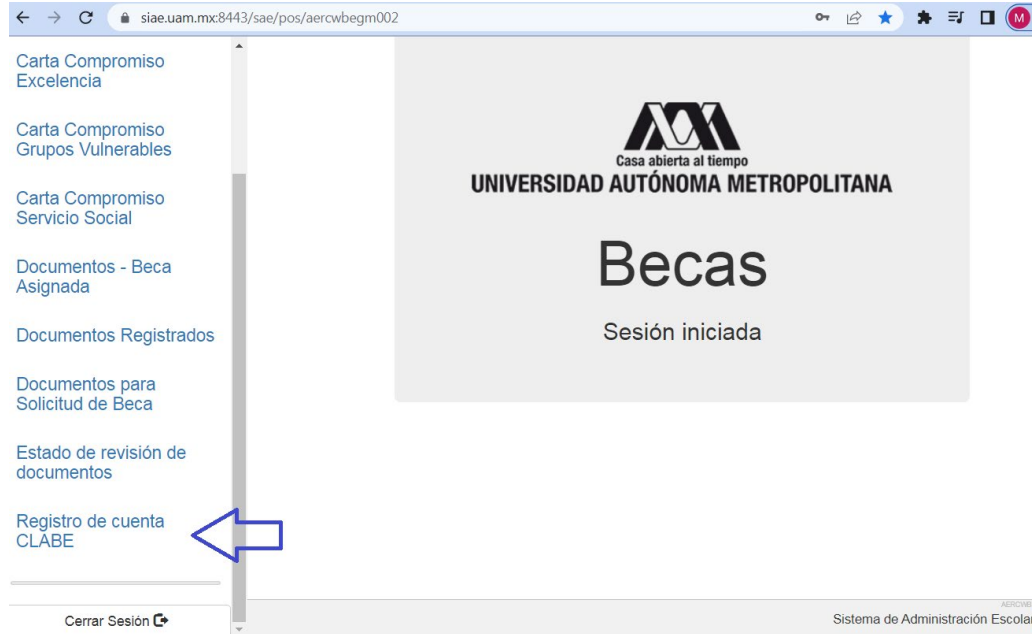 siae.uam.mx:8443/sae/pos/aercwbegm002
M
Carta Compromiso
Excelencia
Carta Compromiso
Grupos Vulnerables
Carta Compromiso
Servicio Social
Documentos - Beca
Asignada
Documentos Registrados
Documentos para
Solicitud de Beca
Estado de revisión de
documentos
Registro de cuenta
CLABE
Cerrar Sesión
Casa abierta al tiempo
UNIVERSIDAD AUTÓNOMA METROPOLITANA
Becas
Sesión iniciada
Sistema de Administración Escolar